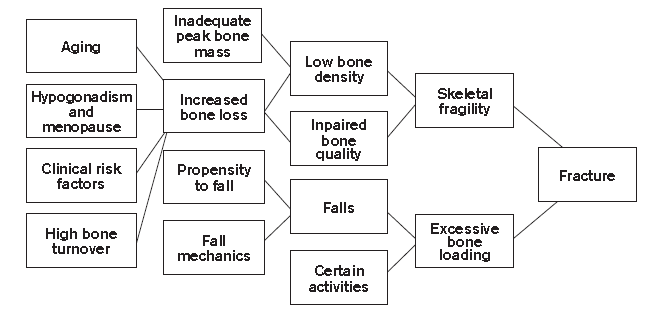 Aging
Hypogonadism
and
menopause
Clinical risk
factors
High bone
turnover
Inadequate
peak bone
mass
Increased
bone loss
Propensity
to fall
Fall
mechanics
Low bone
density
Inpaired
bone
quality
Falls
Certain
activities
Skeletal
fragility
Excessive
bone
loading
Fracture